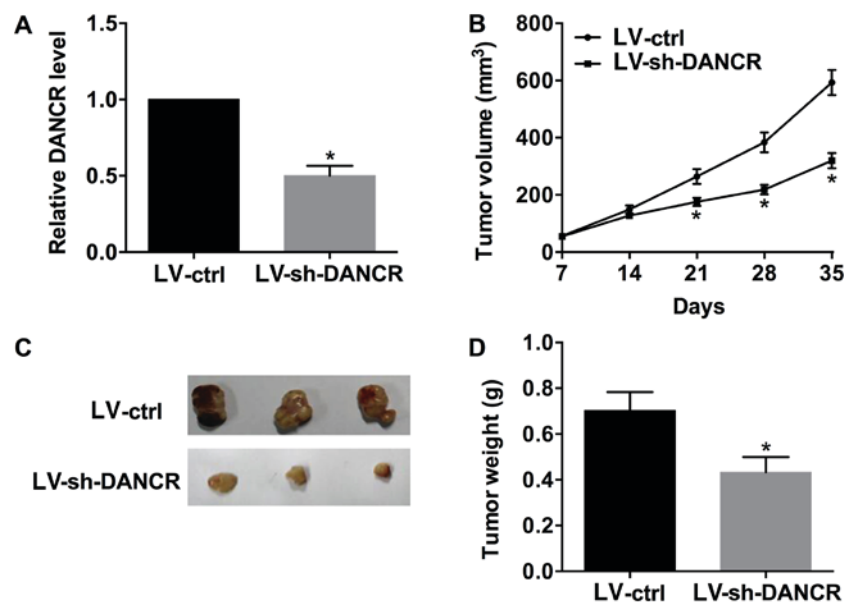 A
Relative DANCR level
1.5
1.0
0.5
0.0
*
LV-ctrl
LV-sh-DANCR
B
Tumor volume (mm³)
800
600
400
200
0
LV-ctrl
LV-sh-DANCR
*
*
*
7
14
21
28
35
Days
C
LV-ctrl
LV-sh-DANCR
D
Tumor weight (g)
1.0
0.8
0.6
0.4
0.2
0.0
*
LV-ctrl
LV-sh-DANCR